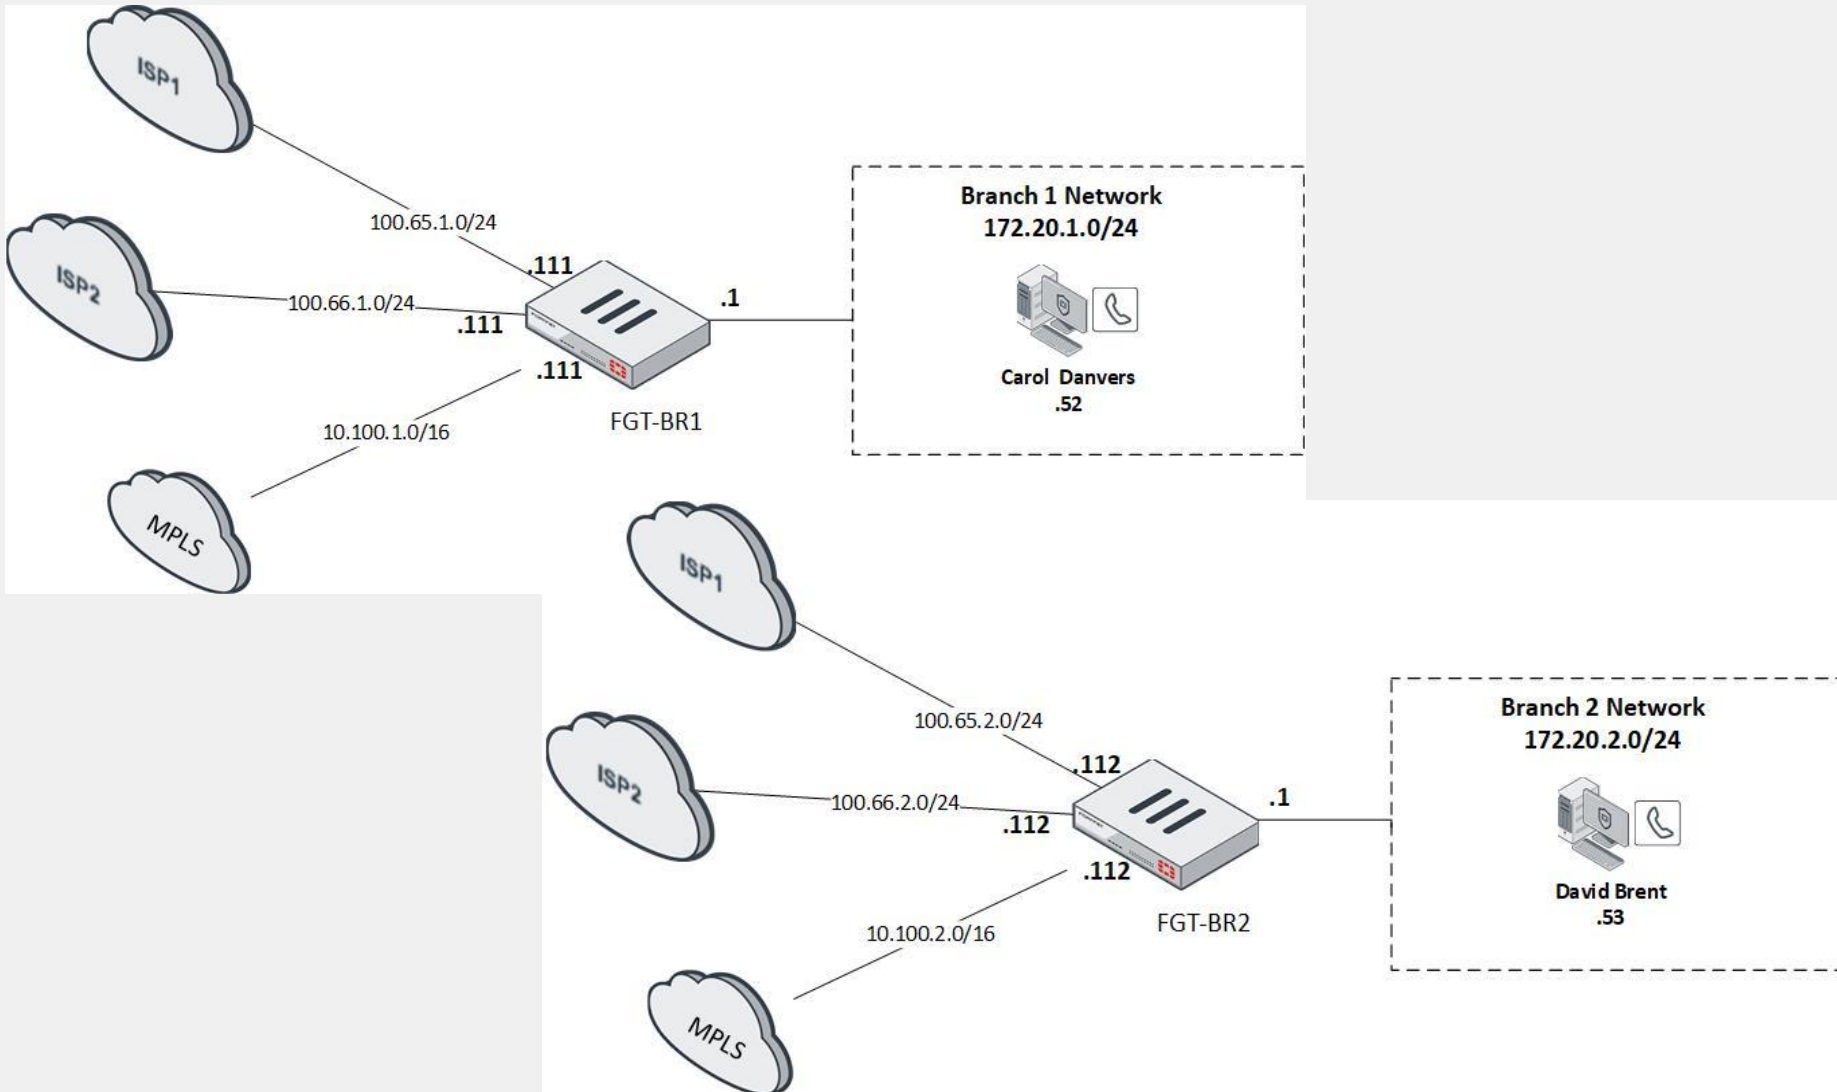 ISP1
100.65.1.0/24
.111
ISP2
100.66.1.0/24
.111
.111
10.100.1.0/16
MPLS
FGT-BR1
.1
Branch 1 Network
172.20.1.0/24
Carol Danvers
.52
ISP1
100.65.2.0/24
.112
ISP2
100.66.2.0/24
.112
.112
10.100.2.0/16
MPLS
FGT-BR2
.1
Branch 2 Network
172.20.2.0/24
David Brent
.53